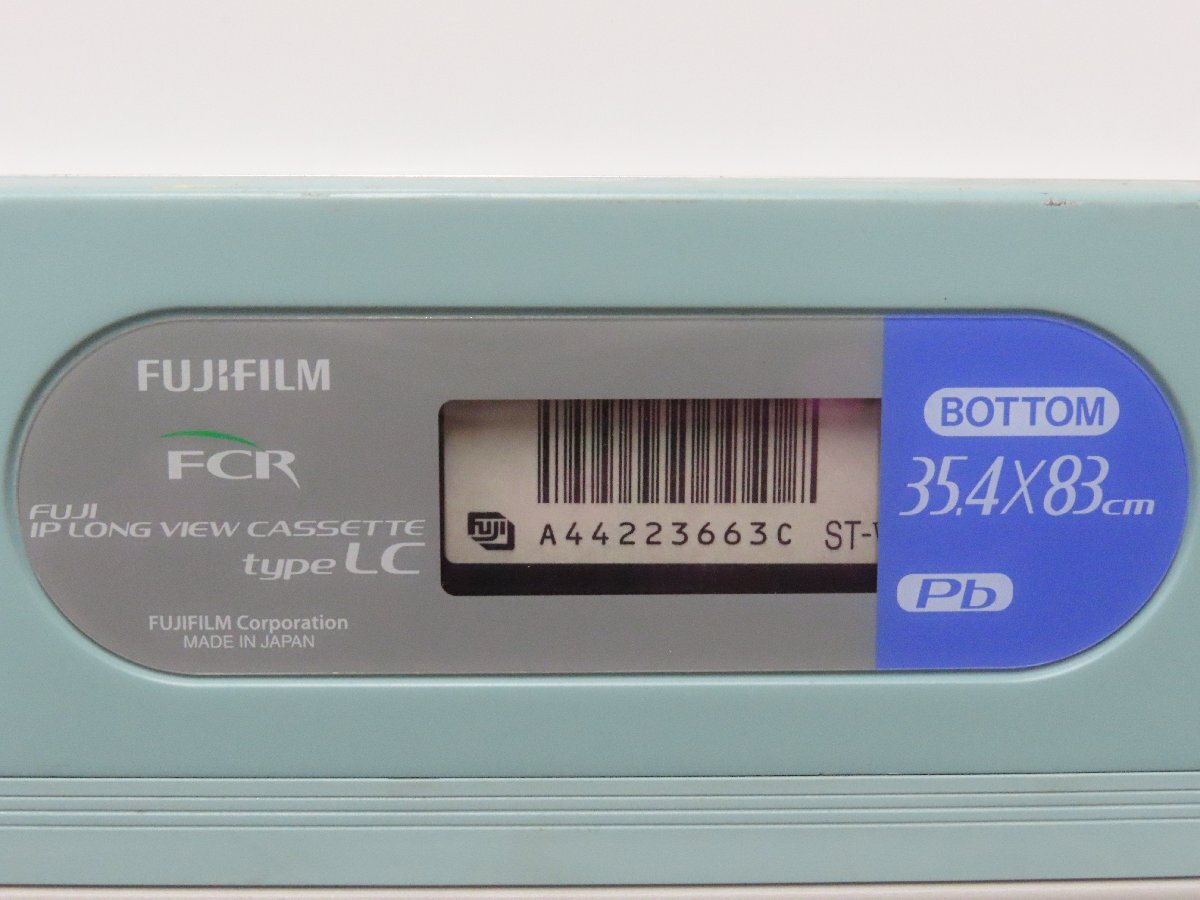 FUJIFILM
FCR
FUJI
IP LONG VIEW CASSETTE
type LC
FUJIFILM Corporation
MADE IN JAPAN
FUJI A44223663C ST-V
BOTTOM
35.4X83cm
Pb